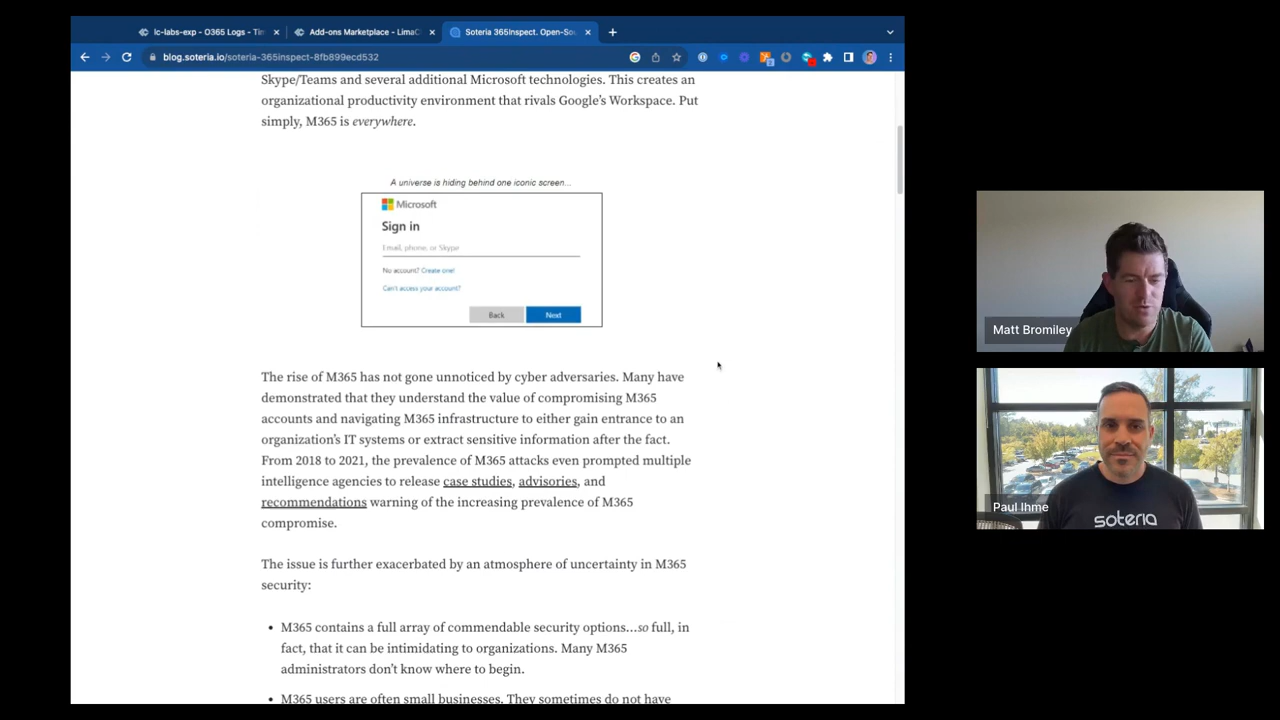 lc-labs-exp - O365 Logs - Tim
Add-ons Marketplace - LimaC
Soteria 365Inspect. Open-Sou
blog.soteria.io/soteria-365inspect-8fb899ecd532
Skype/Teams and several additional Microsoft technologies. This creates an
organizational productivity environment that rivals Google’s Workspace. Put
simply, M365 is everywhere.
A universe is hiding behind one iconic screen...
Microsoft
Sign in
Email, phone, or Skype
No account? Create one!
Can't access your account?
Back
Next
The rise of M365 has not gone unnoticed by cyber adversaries. Many have
demonstrated that they understand the value of compromising M365
accounts and navigating M365 infrastructure to either gain entrance to an
organization’s IT systems or extract sensitive information after the fact.
From 2018 to 2021, the prevalence of M365 attacks even prompted multiple
intelligence agencies to release case studies, advisories, and
recommendations warning of the increasing prevalence of M365
compromise.
The issue is further exacerbated by an atmosphere of uncertainty in M365
security:
• M365 contains a full array of commendable security options…so full, in
fact, that it can be intimidating to organizations. Many M365
administrators don’t know where to begin.
• M365 users are often small businesses. They sometimes do not have
Matt Bromiley
Paul Ihme
soteria